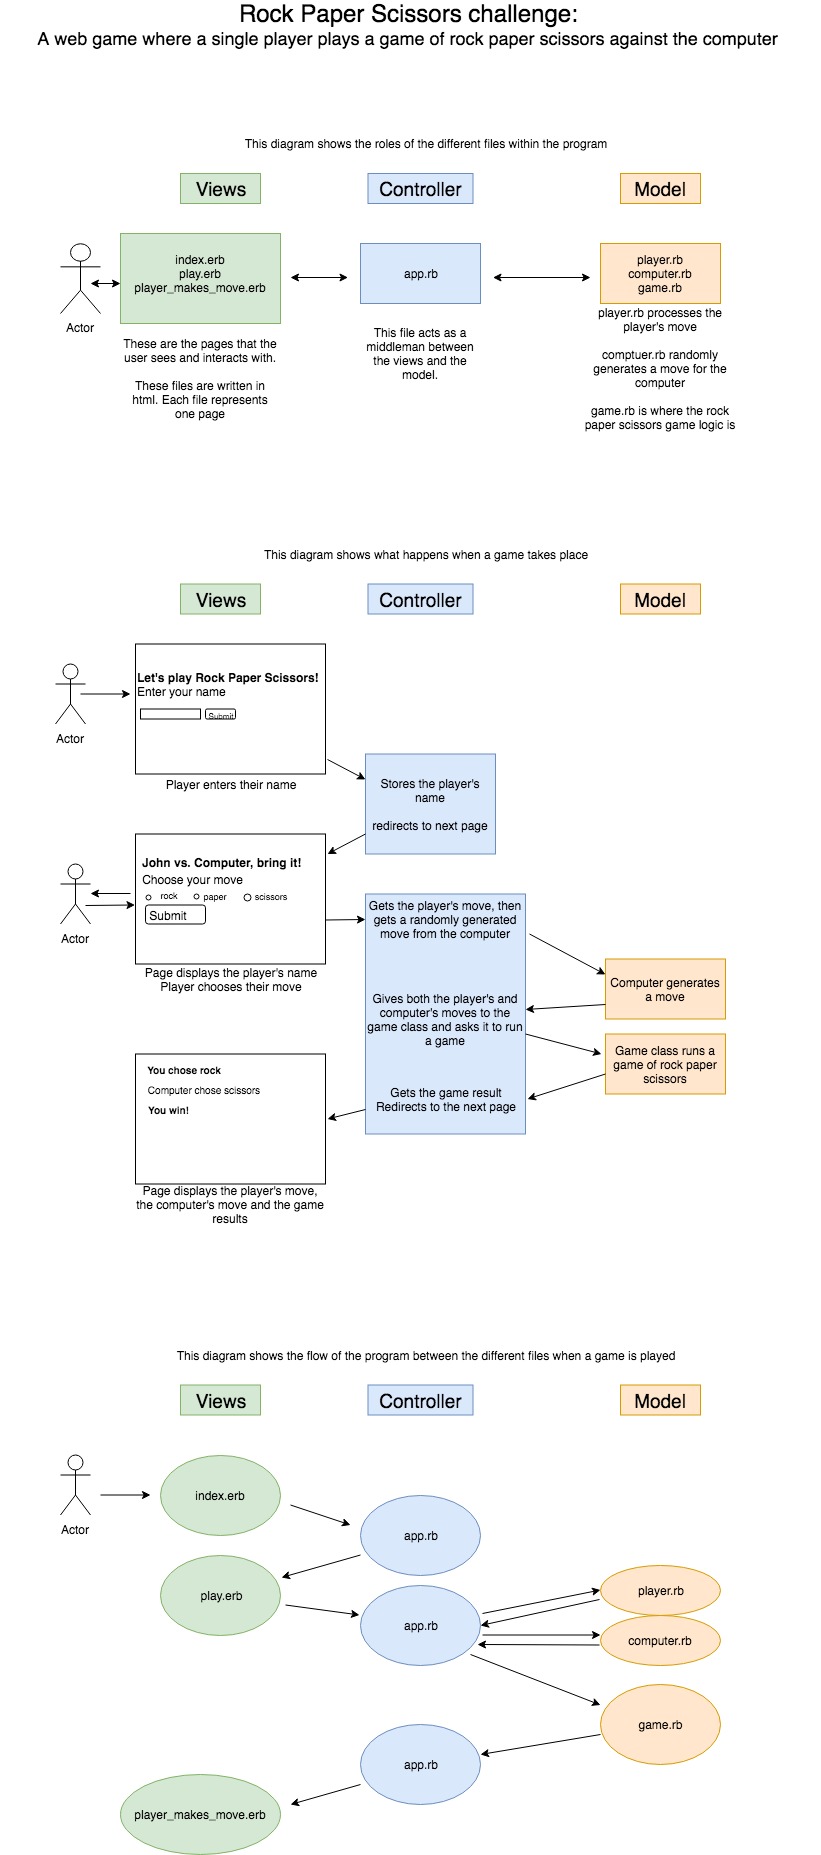 Rock Paper Scissors challenge:
A web game where a single player plays a game of rock paper scissors against the computer
This diagram shows the roles of the different files within the program
Views
Controller
Model
Actor
index.erb
play.erb
player_makes_move.erb
These are the pages that the
user sees and interacts with.
These files are written in
html. Each file represents
one page
app.rb
This file acts as a
middleman between
the views and the
model.
player.rb
computer.rb
game.rb
player.rb processes the
player's move
comptuer.rb randomly
generates a move for the
computer
game.rb is where the rock
paper scissors game logic is
This diagram shows what happens when a game takes place
Views
Controller
Model
Actor
Let's play Rock Paper Scissors!
Enter your name
Submit
Player enters their name
Stores the player's
name
redirects to next page
Actor
John vs. Computer, bring it!
Choose your move
rock paper scissors
Submit
Page displays the player's name
Player chooses their move
Gets the player's move, then
gets a randomly generated
move from the computer
Computer generates
a move
Gives both the player's and
computer's moves to the
game class and asks it to run
a game
Game class runs a
game of rock paper
scissors
Gets the game result
Redirects to the next page
You chose rock
Computer chose scissors
You win!
Page displays the player's move,
the computer's move and the game
results
This diagram shows the flow of the program between the different files when a game is played
Views
Controller
Model
Actor
index.erb
app.rb
play.erb
app.rb
player.rb
computer.rb
game.rb
app.rb
player_makes_move.erb